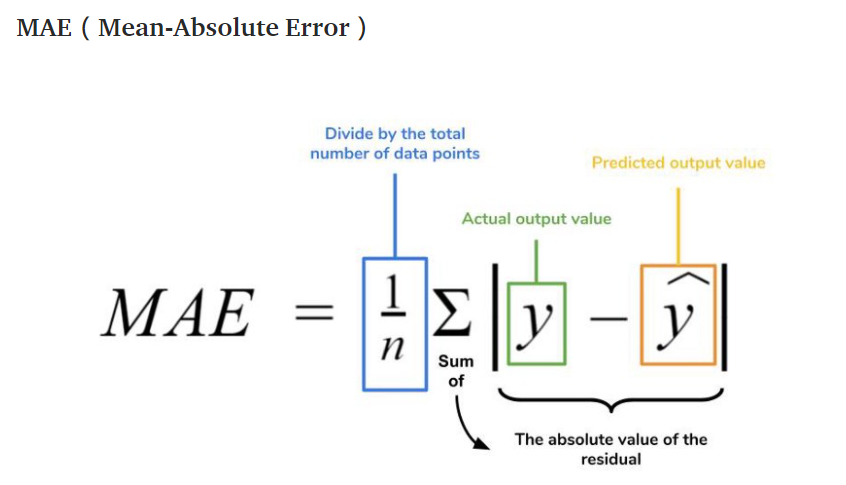 MAE ( Mean-Absolute Error )
Divide by the total
number of data points
Predicted output value
Actual output value
MAE = 1/n Σ |y − ŷ|
Sum
of
The absolute value of the
residual